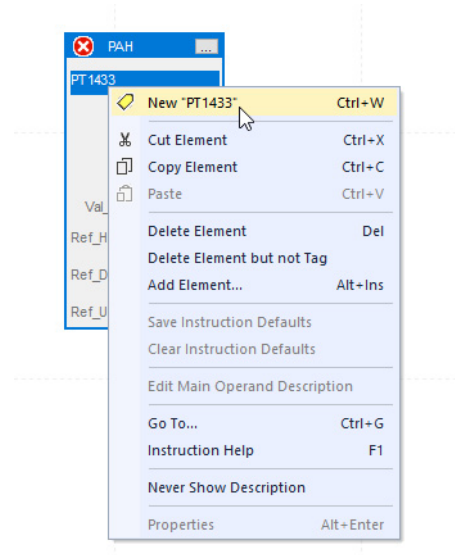 PAH ...
PT1433
New "PT1433" Ctrl+W
Cut Element Ctrl+X
Copy Element Ctrl+C
Paste Ctrl+V
Val_
Delete Element Del
Ref_H
Delete Element but not Tag
Ref_D
Add Element... Alt+Ins
Ref_U
Save Instruction Defaults
Clear Instruction Defaults
Edit Main Operand Description
Go To... Ctrl+G
Instruction Help F1
Never Show Description
Properties Alt+Enter